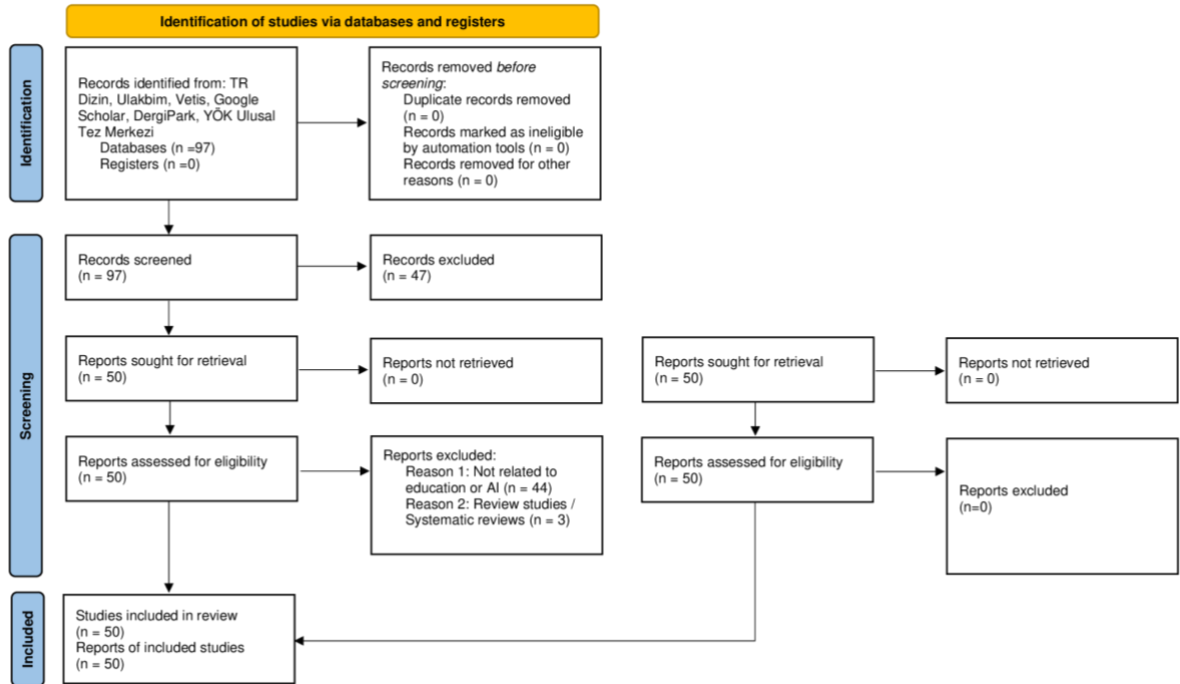 Identification of studies via databases and registers
Identification
Records identified from: TR
Dizin, Ulakbim, Vetis, Google
Scholar, DergiPark, YÖK Ulusal
Tez Merkezi
Databases (n =97)
Registers (n =0)
Records removed before
screening:
Duplicate records removed
(n = 0)
Records marked as ineligible
by automation tools (n = 0)
Records removed for other
reasons (n = 0)
Screening
Records screened
(n = 97)
Records excluded
(n = 47)
Reports sought for retrieval
(n = 50)
Reports not retrieved
(n = 0)
Reports sought for retrieval
(n = 50)
Reports not retrieved
(n = 0)
Reports assessed for eligibility
(n = 50)
Reports excluded:
Reason 1: Not related to
education or AI (n = 44)
Reason 2: Review studies /
Systematic reviews (n = 3)
Reports assessed for eligibility
(n = 50)
Reports excluded
(n=0)
Included
Studies included in review
(n = 50)
Reports of included studies
(n = 50)